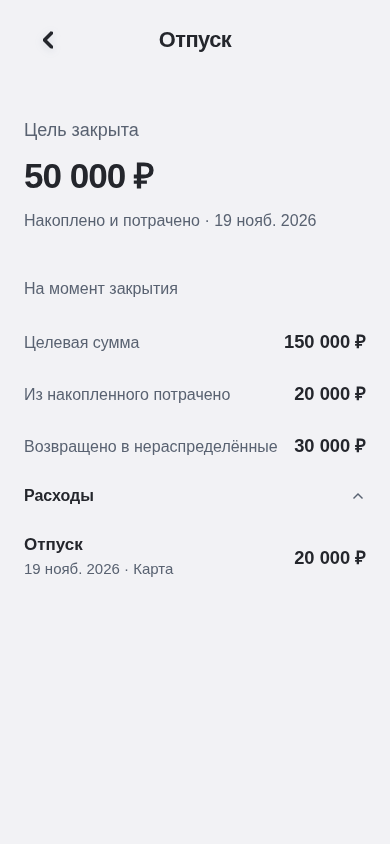 Отпуск
Цель закрыта
50 000 ₽
Накоплено и потрачено · 19 нояб. 2026
На момент закрытия
Целевая сумма 150 000 ₽
Из накопленного потрачено 20 000 ₽
Возвращено в нераспределённые 30 000 ₽
Расходы
Отпуск
19 нояб. 2026 · Карта
20 000 ₽